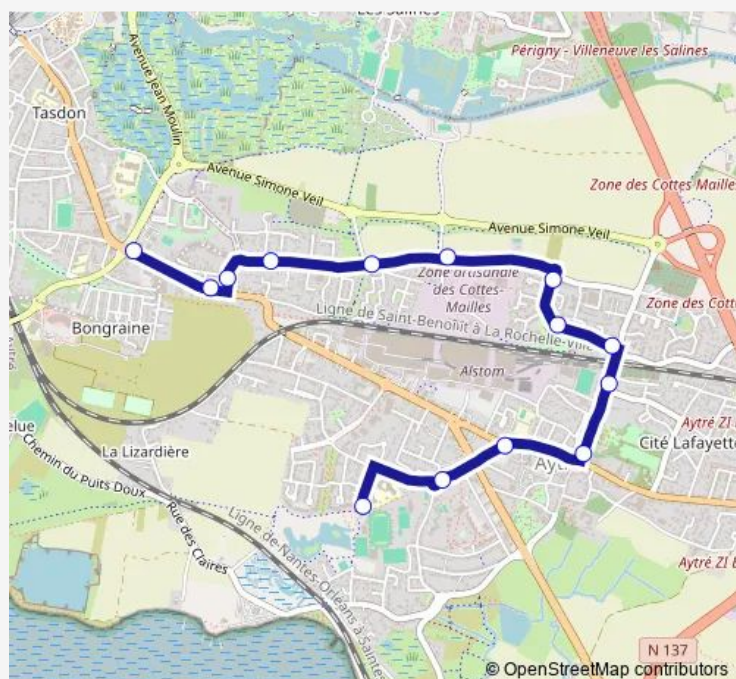 Les Salines
Périgny - Villeneuve les Salines
Avenue Jean Moulin
Tasdon
Avenue Simone Veil
Zone des Cottes Mailles
Avenue Simone Veil
Zone artisanale
des Cottes-
Mailles
Zone des Cott
Ligne de Saint-Benoît à La Rochelle-Ville
Bongraine
Alstom
elue
Chemin du Puits Doux
La Lizardière
Aytré ZI B
Cité Lafayette
Aytr
Rue des Claires
Ligne de Nantes-Orléans à Saintes
Aytré ZI B
N 137
© OpenStreetMap contributors